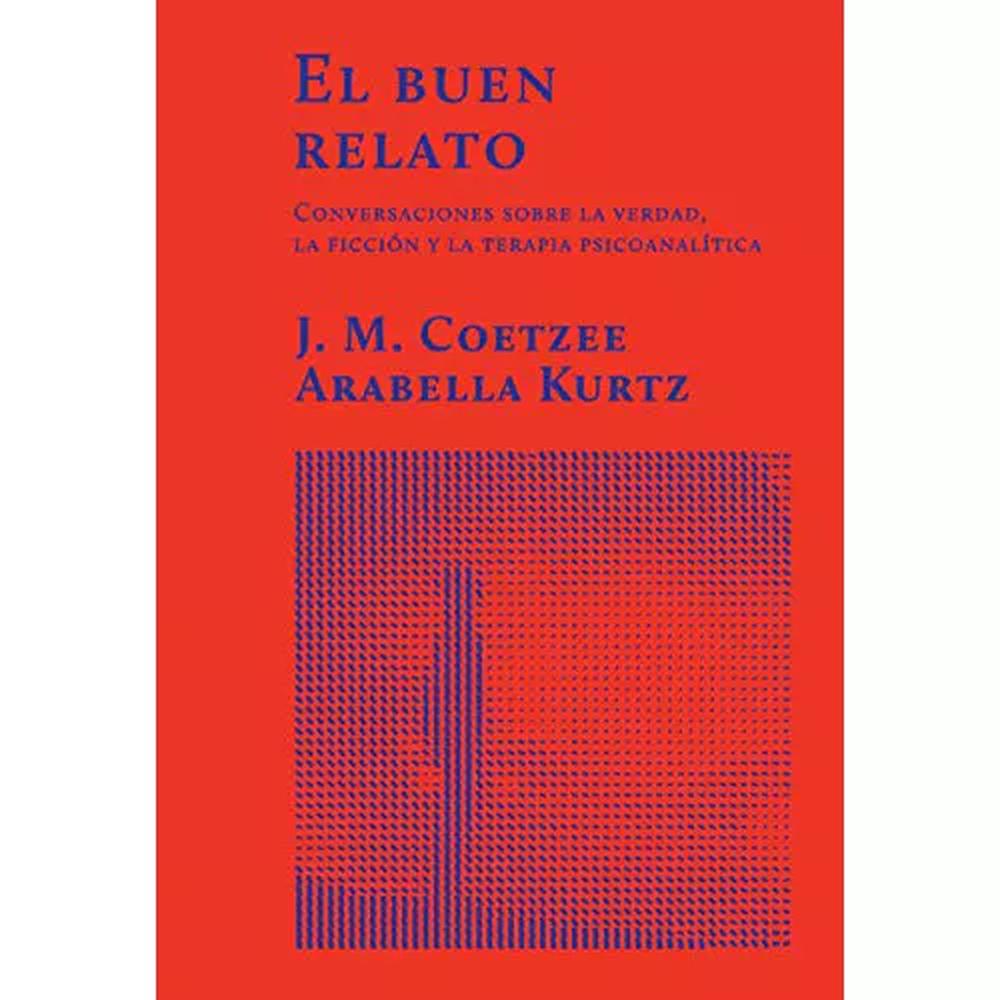 El buen
relato
Conversaciones sobre la verdad,
la ficción y la terapia psicoanalítica
J. M. Coetzee
Arabella Kurtz